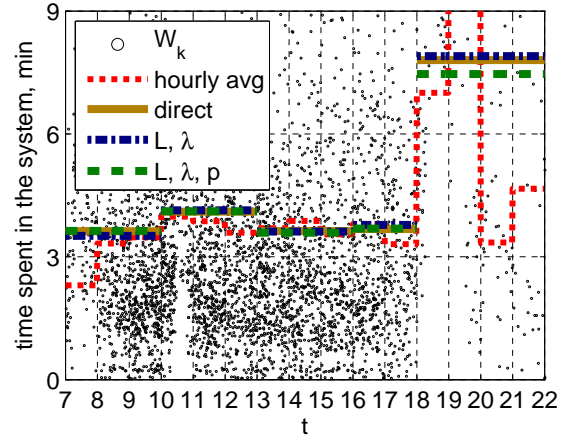 9
6
3
0
time spent in the system, min
W_k
hourly avg
direct
L, λ
L, λ, p
7 8 9 10 11 12 13 14 15 16 17 18 19 20 21 22
t